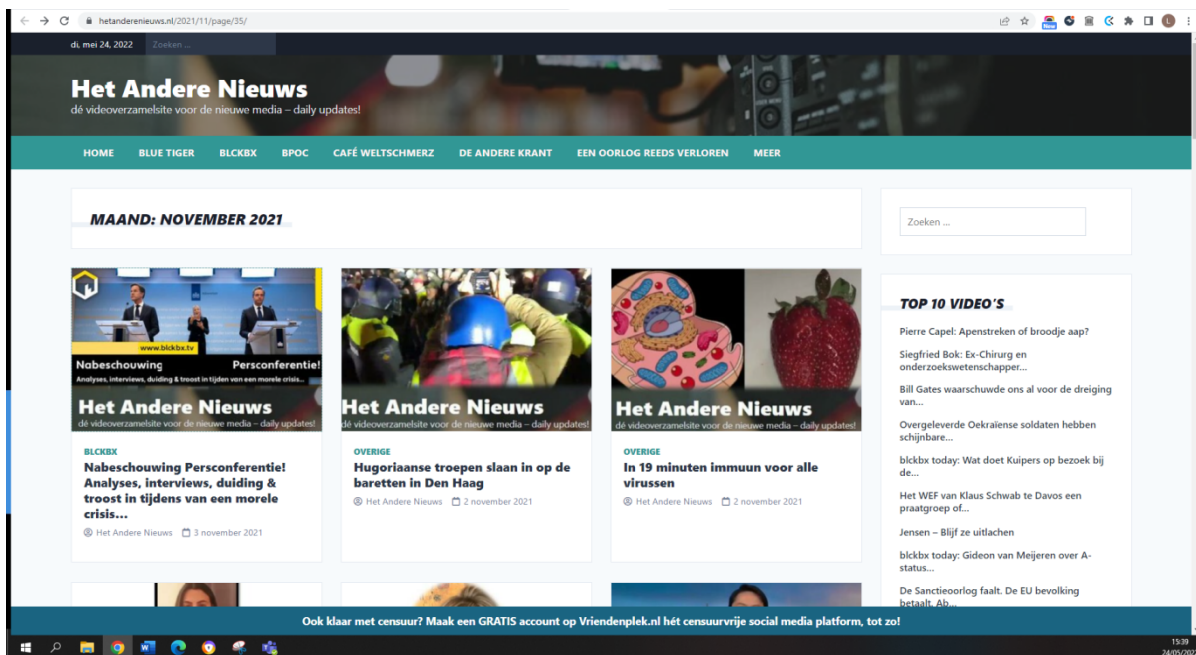 hetanderenieuws.nl/2021/11/page/35/
di, mei 24, 2022 Zoeken ...
Het Andere Nieuws
dé videoverzamelsite voor de nieuwe media – daily updates!
HOME BLUE TIGER BLCKBX BPOC CAFÉ WELTSCHMERZ DE ANDERE KRANT EEN OORLOG REEDS VERLOREN MEER
MAAND: NOVEMBER 2021
www.blckbx.tv
Nabeschouwing Persconferentie!
Analyses, interviews, duiding & troost in tijden van een morele crisis...
Het Andere Nieuws
dé videoverzamelsite voor de nieuwe media – daily updates!
BLCKBX
Nabeschouwing Persconferentie!
Analyses, interviews, duiding &
troost in tijdens van een morele
crisis...
Het Andere Nieuws 3 november 2021
Het Andere Nieuws
dé videoverzamelsite voor de nieuwe media – daily updates!
OVERIGE
Hugoriaanse troepen slaan in op de
baretten in Den Haag
Het Andere Nieuws 2 november 2021
Het Andere Nieuws
dé videoverzamelsite voor de nieuwe media – daily updates!
OVERIGE
In 19 minuten immuun voor alle
virussen
Het Andere Nieuws 2 november 2021
Zoeken ...
TOP 10 VIDEO'S
Pierre Capel: Apenstreken of broodje aap?
Siegfried Bok: Ex-Chirurg en
onderzoekswetenschapper...
Bill Gates waarschuwde ons al voor de dreiging
van...
Overgeleverde Oekraïense soldaten hebben
schijnbare...
blckbx today: Wat doet Kuipers op bezoek bij
de...
Het WEF van Klaus Schwab te Davos een
praatgroep of...
Jensen – Blijf ze uitlachen
blckbx today: Gideon van Meijeren over A-
status...
De Sanctieoorlog faalt. De EU bevolking
betaalt. Ab...
Ook klaar met censuur? Maak een GRATIS account op Vriendenplek.nl hét censuurvrije social media platform, tot zo!
15:39